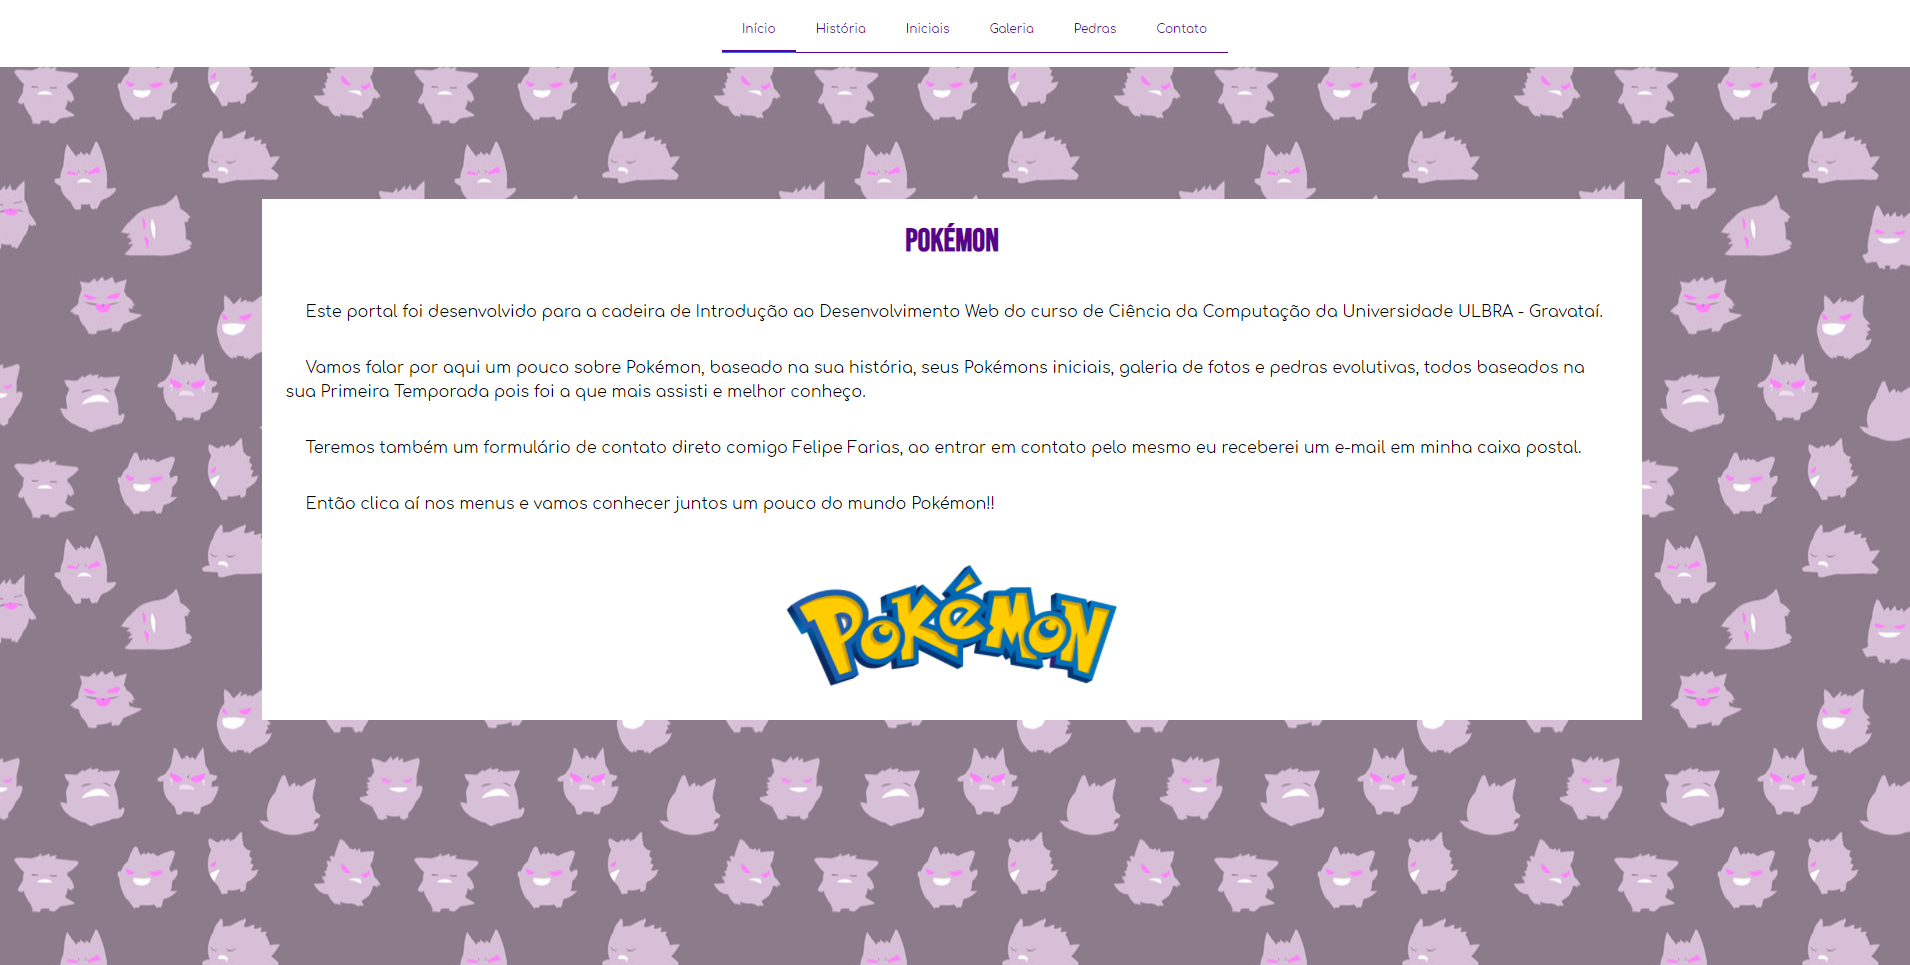 Início História Iniciais Galeria Pedras Contato
POKÉMON
Este portal foi desenvolvido para a cadeira de Introdução ao Desenvolvimento Web do curso de Ciência da Computação da Universidade ULBRA - Gravataí.
Vamos falar por aqui um pouco sobre Pokémon, baseado na sua história, seus Pokémons iniciais, galeria de fotos e pedras evolutivas, todos baseados na
sua Primeira Temporada pois foi a que mais assisti e melhor conheço.
Teremos também um formulário de contato direto comigo Felipe Farias, ao entrar em contato pelo mesmo eu receberei um e-mail em minha caixa postal.
Então clica aí nos menus e vamos conhecer juntos um pouco do mundo Pokémon!!
POKéMON